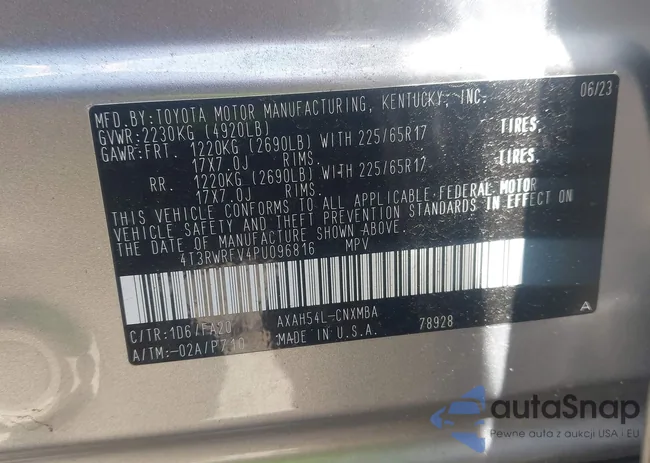 MFD.BY:TOYOTA MOTOR MANUFACTURING, KENTUCKY, INC. 06/23
GVWR:2230KG (4920LB)
GAWR:FRT. 1220KG (2690LB) WITH 225/65R17 TIRES,
17X7.0J RIMS.
RR. 1220KG (2690LB) WITH 225/65R17 TIRES,
17X7.0J RIMS.
THIS VEHICLE CONFORMS TO ALL APPLICABLE FEDERAL MOTOR
VEHICLE SAFETY AND THEFT PREVENTION STANDARDS IN EFFECT ON
THE DATE OF MANUFACTURE SHOWN ABOVE.
4T3RWRFV4PU096816 MPV
C/TR:1D6/FA20 AXAH54L-CNXMBA A
A/TM:-02A/P710 MADE IN U.S.A. 78928
autoSnap
Pewne auta z aukcji USA i EU